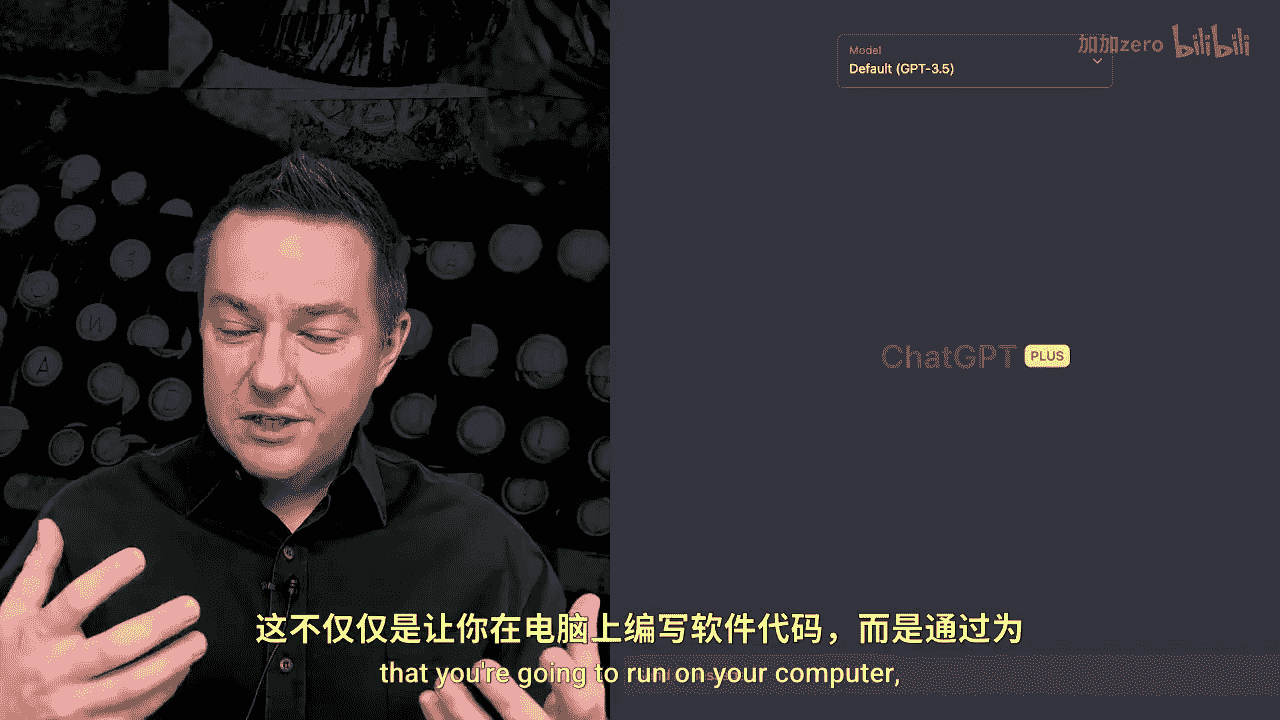 加加zero bilibili
Model
Default (GPT-3.5)
ChatGPT PLUS
这不仅仅是让你在电脑上编写软件代码，而是通过为
that you're going to run on your computer,